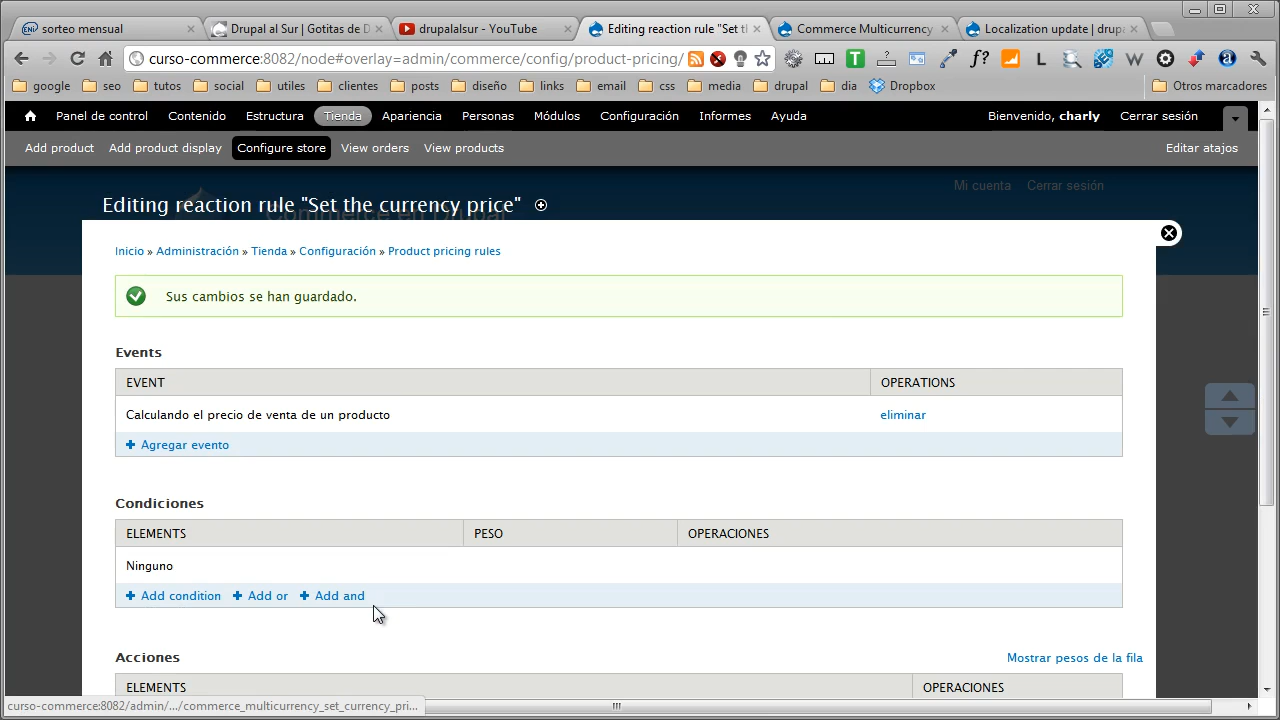 sorteo mensual
Drupal al Sur | Gotitas de D
drupalalsur - YouTube
Editing reaction rule "Set th
Commerce Multicurrency
Localization update | drupa
curso-commerce:8082/node#overlay=admin/commerce/config/product-pricing/
google seo tutos social utiles clientes posts diseño links email css media drupal dia Dropbox Otros marcadores
Panel de control Contenido Estructura Tienda Apariencia Personas Módulos Configuración Informes Ayuda Bienvenido, charly Cerrar sesión
Add product Add product display Configure store View orders View products Editar atajos
Mi cuenta Cerrar sesión
Editing reaction rule "Set the currency price"
Commerce en Drupal
Inicio » Administración » Tienda » Configuración » Product pricing rules
Sus cambios se han guardado.
Events
EVENT OPERATIONS
Calculando el precio de venta de un producto eliminar
Agregar evento
Condiciones
ELEMENTS PESO OPERACIONES
Ninguno
Add condition Add or Add and
Acciones Mostrar pesos de la fila
ELEMENTS OPERACIONES
curso-commerce:8082/admin/.../commerce_multicurrency_set_currency_pri...